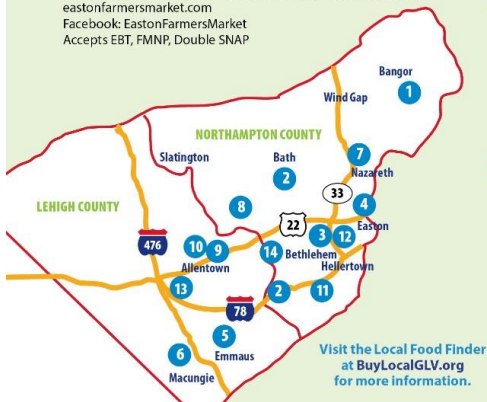 eastonfarmersmarket.com
Facebook: EastonFarmersMarket
Accepts EBT, FMNP, Double SNAP
Bangor
1
Wind Gap
NORTHAMPTON COUNTY
Slatington
Bath
7
2
Nazareth
33
LEHIGH COUNTY
8
4
22
Easton
476
10
9
14
3
12
Bethlehem
Allentown
Hellertown
13
2
11
78
5
6
Emmaus
Macungie
Visit the Local Food Finder
at BuyLocalGLV.org
for more information.